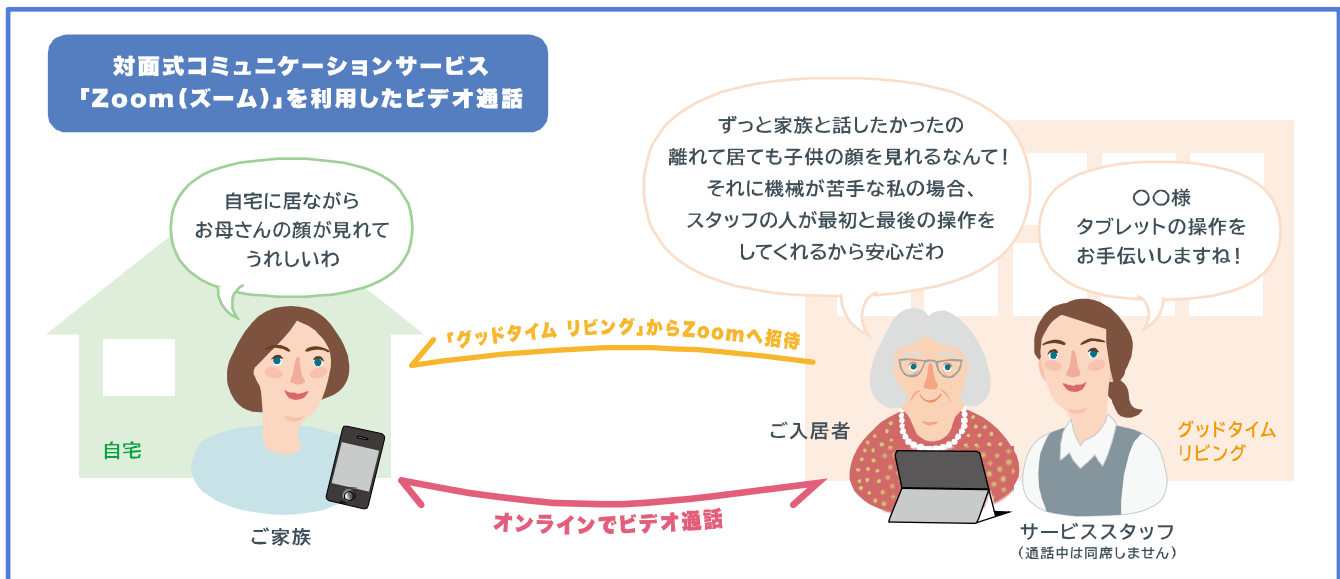 対面式コミュニケーションサービス
「Zoom(ズーム)」を利用したビデオ通話
自宅に居ながら
お母さんの顔が見れて
うれしいわ
ずっと家族と話したかったの
離れて居ても子供の顔を見れるなんて!
それに機械が苦手な私の場合、
スタッフの人が最初と最後の操作を
してくれるから安心だわ
〇〇様
タブレットの操作を
お手伝いしますね!
「グッドタイム リビング」からZoomへ招待
自宅
ご家族
オンラインでビデオ通話
ご入居者
グッドタイム
リビング
サービススタッフ
(通話中は同席しません)